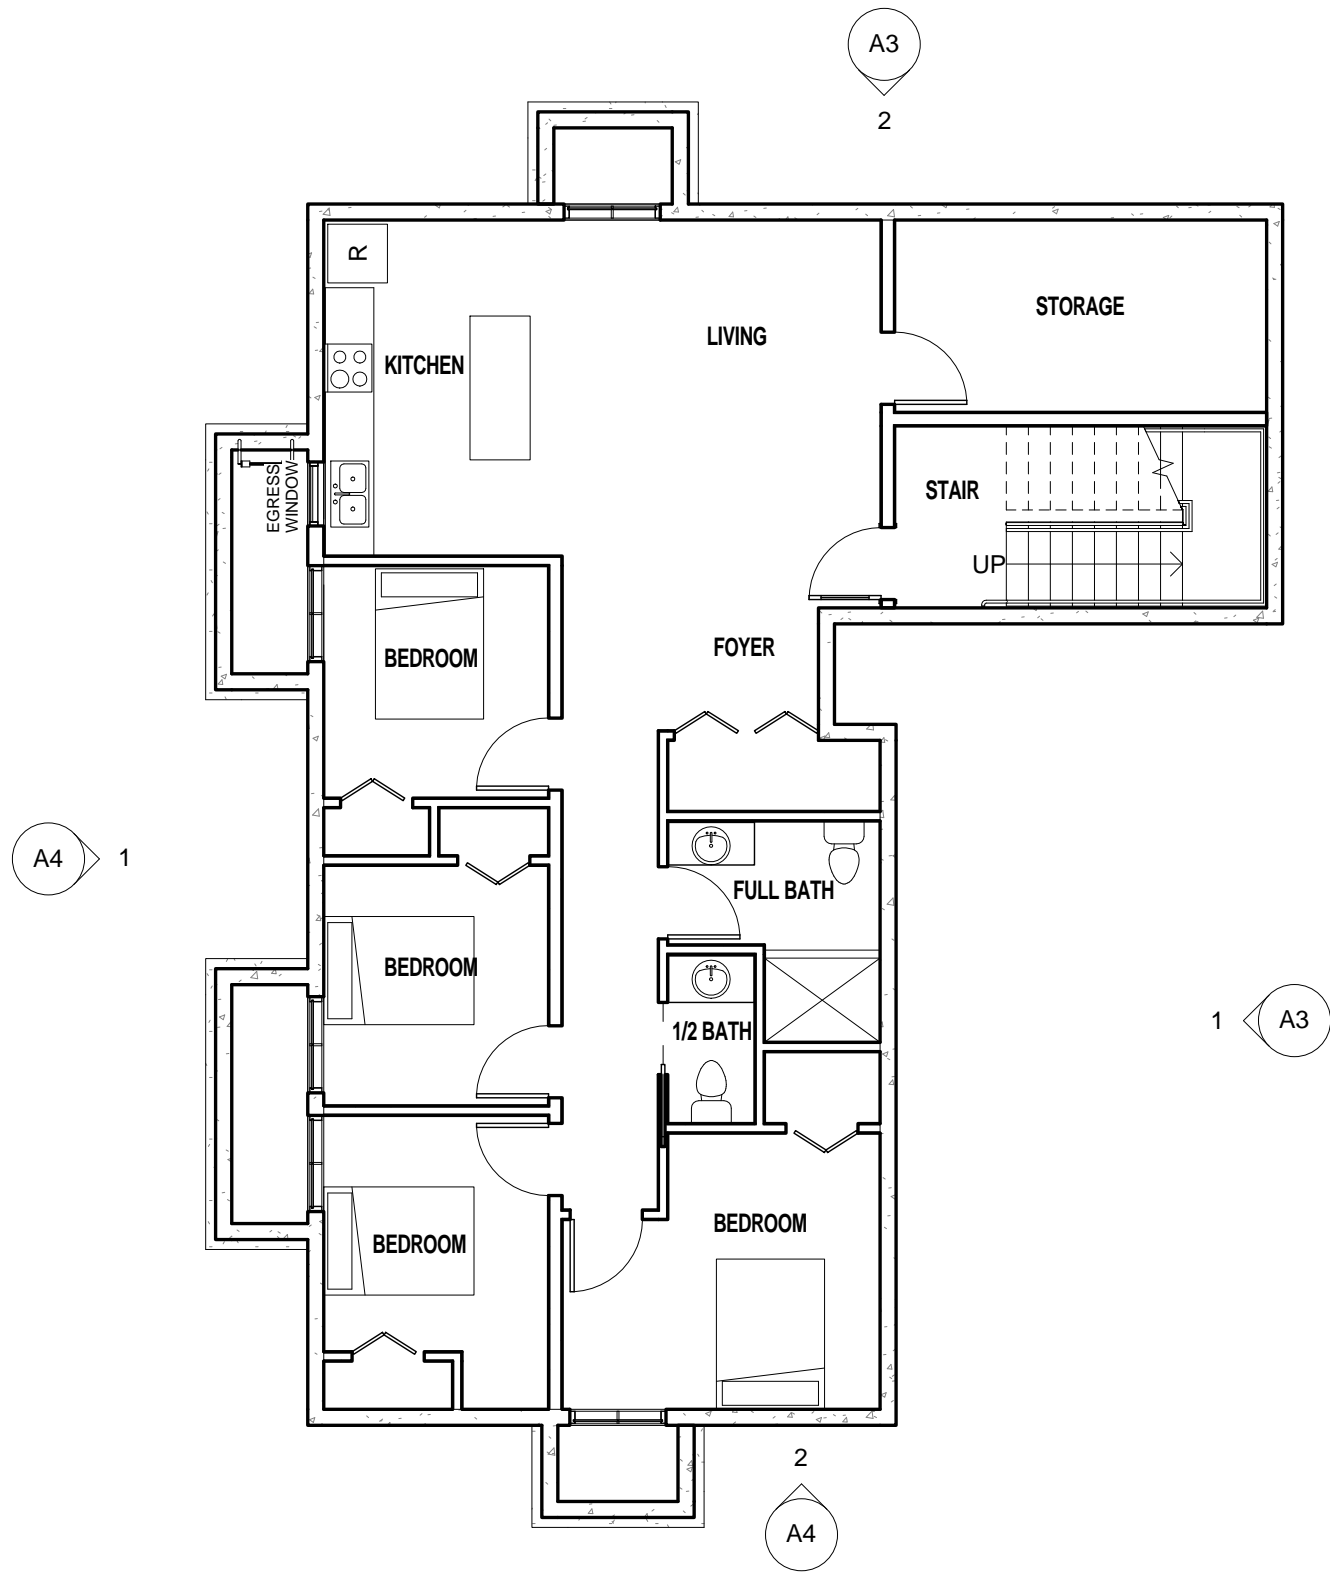 A3
2
R
STORAGE
LIVING
KITCHEN
EGRESS
WINDOW
STAIR
UP
FOYER
BEDROOM
A4
1
FULL BATH
BEDROOM
1/2 BATH
1
A3
BEDROOM
BEDROOM
2
A4